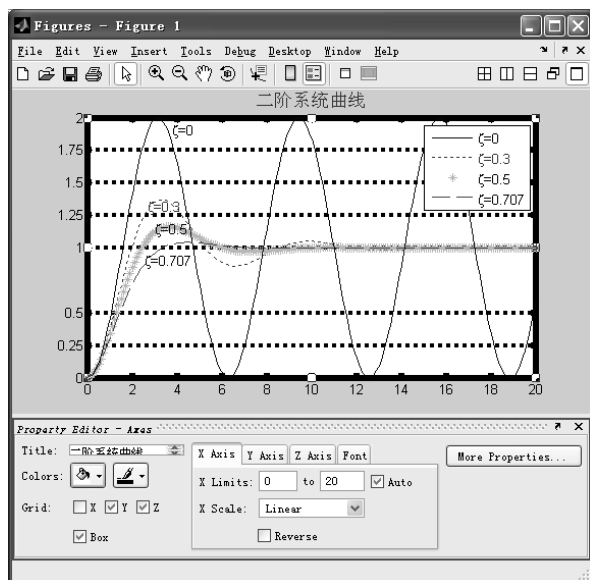 Figures - Figure 1
File Edit View Insert Tools Debug Desktop Window Help
二阶系统曲线
2
1.75
1.5
1.25
1
0.5
0.25
0
0 2 4 6 8 10 12 14 16 18 20
ζ=0
ζ=0.3
ζ=0.5
ζ=0.707
ζ=0
ζ=0.3
ζ=0.5
ζ=0.707
Property Editor - Axes
Title: 二阶系统曲线
Colors:
Grid: X Y Z
Box
X Axis Y Axis Z Axis Font
X Limits: 0 to 20 Auto
X Scale: Linear
Reverse
More Properties...